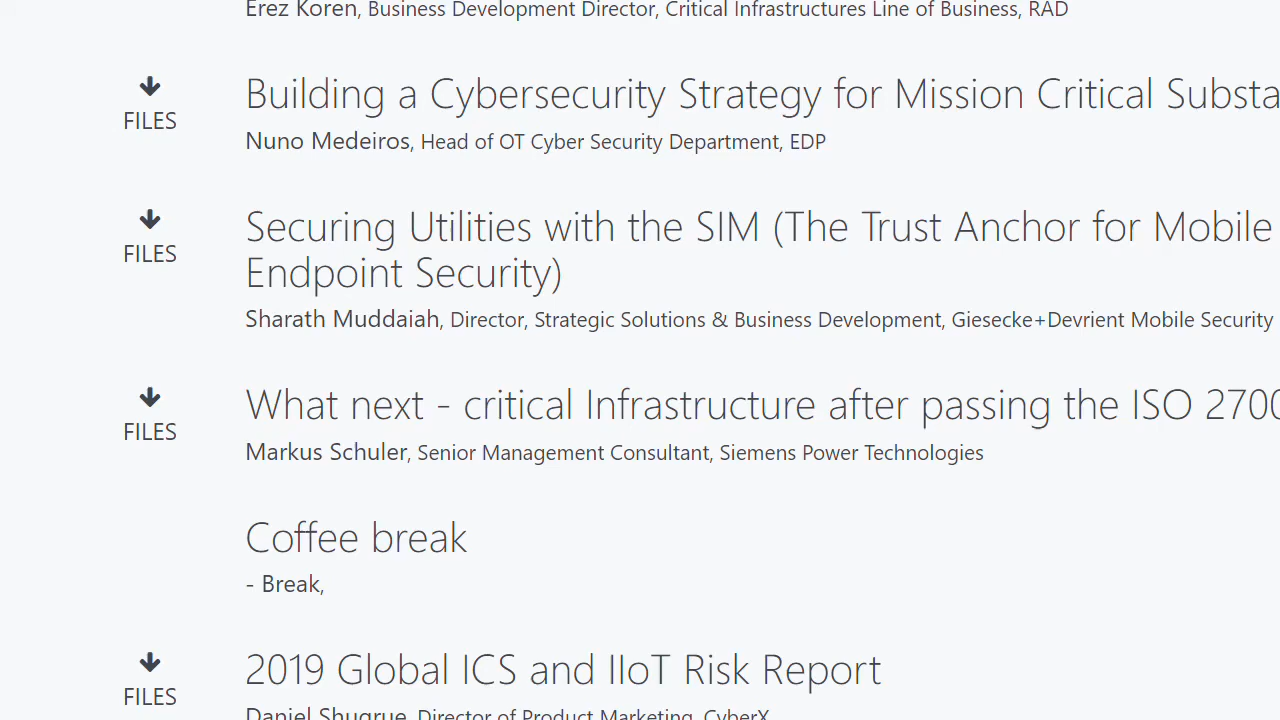 Erez Koren, Business Development Director, Critical Infrastructures Line of Business, RAD
FILES
Building a Cybersecurity Strategy for Mission Critical Substa
Nuno Medeiros, Head of OT Cyber Security Department, EDP
FILES
Securing Utilities with the SIM (The Trust Anchor for Mobile
Endpoint Security)
Sharath Muddaiah, Director, Strategic Solutions & Business Development, Giesecke+Devrient Mobile Security
FILES
What next - critical Infrastructure after passing the ISO 2700
Markus Schuler, Senior Management Consultant, Siemens Power Technologies
Coffee break
- Break,
FILES
2019 Global ICS and IIoT Risk Report
Daniel Shugrue, Director of Product Marketing, CyberX